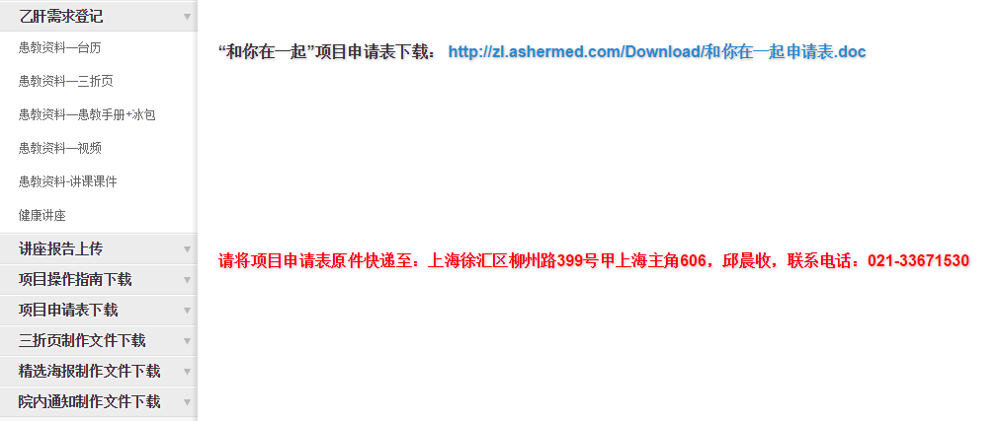 乙肝需求登记
患教资料—台历
患教资料—三折页
患教资料—患教手册+冰包
患教资料—视频
患教资料-讲课课件
健康讲座
讲座报告上传
项目操作指南下载
项目申请表下载
三折页制作文件下载
精选海报制作文件下载
院内通知制作文件下载
“和你在一起”项目申请表下载： http://zl.ashermed.com/Download/和你在一起申请表.doc
请将项目申请表原件快递至：上海徐汇区柳州路399号甲上海主角606，邱晨收，联系电话：021-33671530